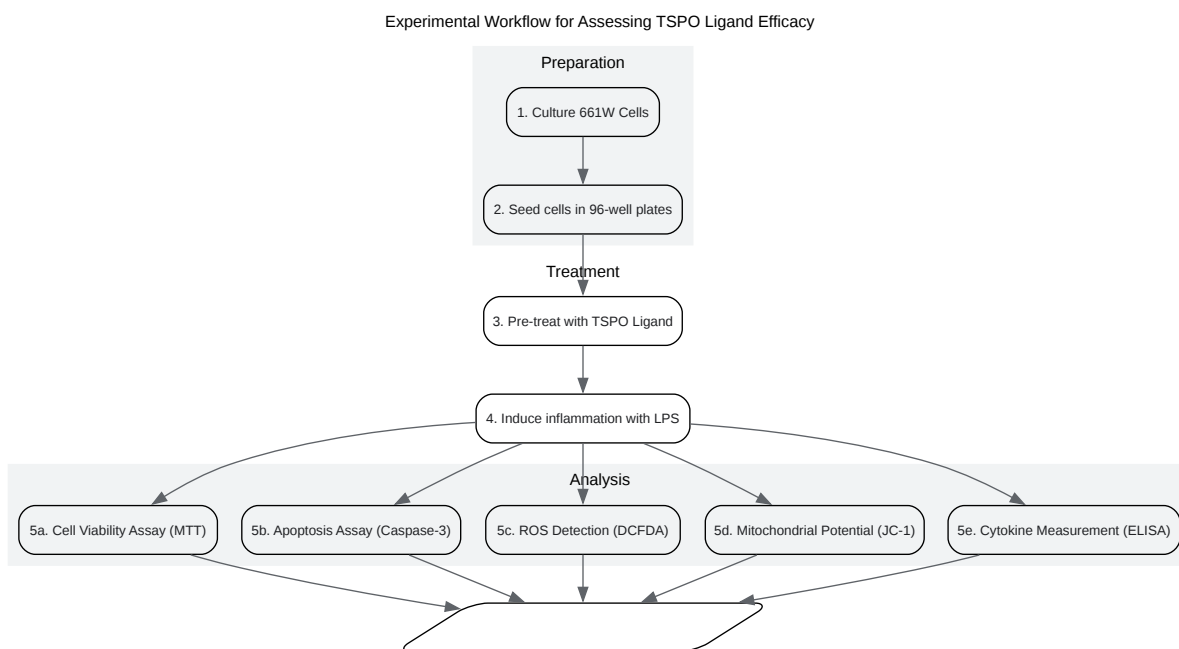 Experimental Workflow for Assessing TSPO Ligand Efficacy
Preparation
1. Culture 661W Cells
2. Seed cells in 96-well plates
Treatment
3. Pre-treat with TSPO Ligand
4. Induce inflammation with LPS
Analysis
5a. Cell Viability Assay (MTT)
5b. Apoptosis Assay (Caspase-3)
5c. ROS Detection (DCFDA)
5d. Mitochondrial Potential (JC-1)
5e. Cytokine Measurement (ELISA)